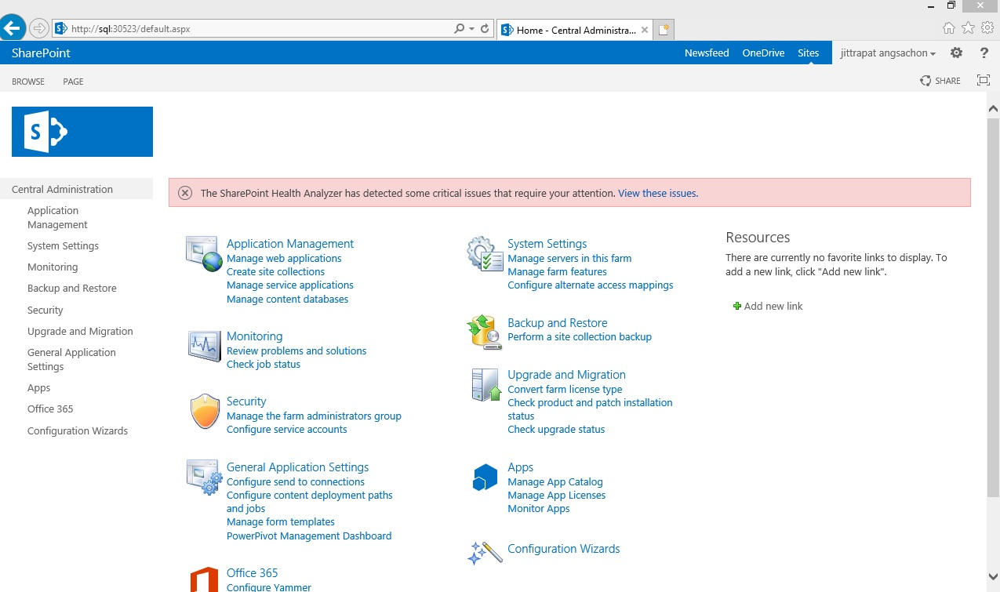 http://sql:30523/default.aspx
Home - Central Administra...
SharePoint
Newsfeed
OneDrive
Sites
jittrapat angsachon
?
BROWSE
PAGE
SHARE
S
Central Administration
Application
Management
System Settings
Monitoring
Backup and Restore
Security
Upgrade and Migration
General Application
Settings
Apps
Office 365
Configuration Wizards
The SharePoint Health Analyzer has detected some critical issues that require your attention. View these issues.
Application Management
Manage web applications
Create site collections
Manage service applications
Manage content databases
Monitoring
Review problems and solutions
Check job status
Security
Manage the farm administrators group
Configure service accounts
General Application Settings
Configure send to connections
Configure content deployment paths
and jobs
Manage form templates
PowerPivot Management Dashboard
Office 365
Configure Yammer
System Settings
Manage servers in this farm
Manage farm features
Configure alternate access mappings
Backup and Restore
Perform a site collection backup
Upgrade and Migration
Convert farm license type
Check product and patch installation
status
Check upgrade status
Apps
Manage App Catalog
Manage App Licenses
Monitor Apps
Configuration Wizards
Resources
There are currently no favorite links to display. To
add a new link, click "Add new link".
Add new link